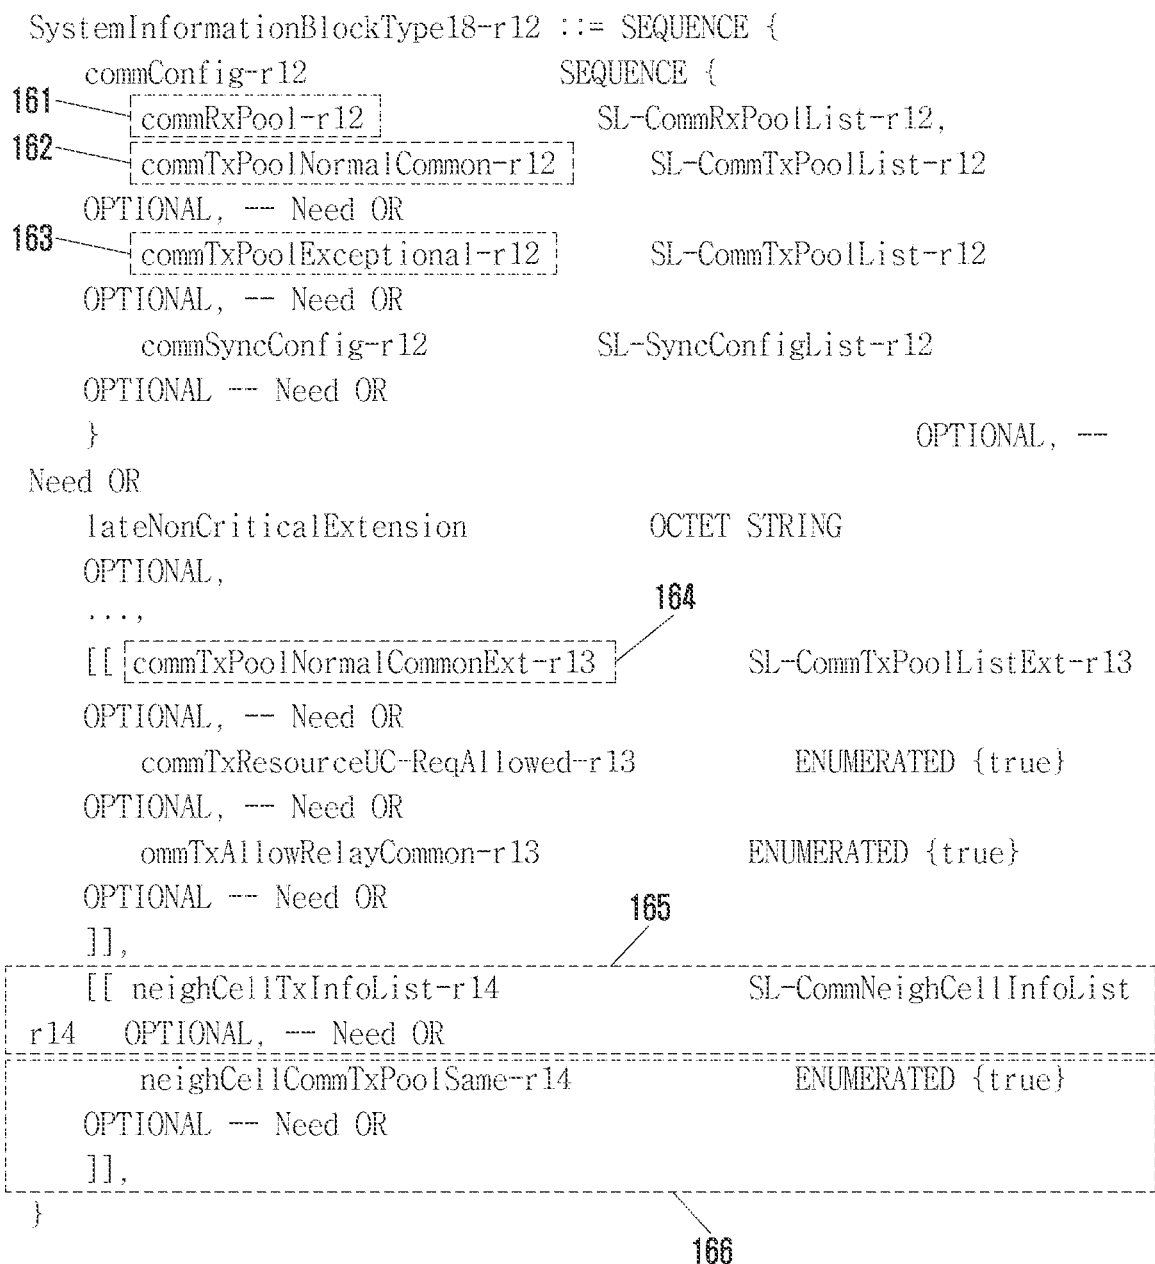 SystemInformationBlockType18-r12 ::= SEQUENCE {
commConfig-r12 SEQUENCE {
161 commRxPool-r12 SL-CommRxPoolList-r12,
162 commTxPoolNormalCommon-r12 SL-CommTxPoolList-r12
OPTIONAL, -- Need OR
163 commTxPoolExceptional-r12 SL-CommTxPoolList-r12
OPTIONAL, -- Need OR
commSyncConfig-r12 SL-SyncConfigList-r12
OPTIONAL -- Need OR
} OPTIONAL, --
Need OR
lateNonCriticalExtension OCTET STRING
OPTIONAL,
...,
164
[[ commTxPoolNormalCommonExt-r13 SL-CommTxPoolListExt-r13
OPTIONAL, -- Need OR
commTxResourceUC-ReqAllowed-r13 ENUMERATED {true}
OPTIONAL, -- Need OR
ommTxAllowRelayCommon-r13 ENUMERATED {true}
OPTIONAL -- Need OR
165
]],
[[ neighCellTxInfoList-r14 SL-CommNeighCellInfoList
r14 OPTIONAL, -- Need OR
neighCellCommTxPoolSame-r14 ENUMERATED {true}
OPTIONAL -- Need OR
]],
}
166